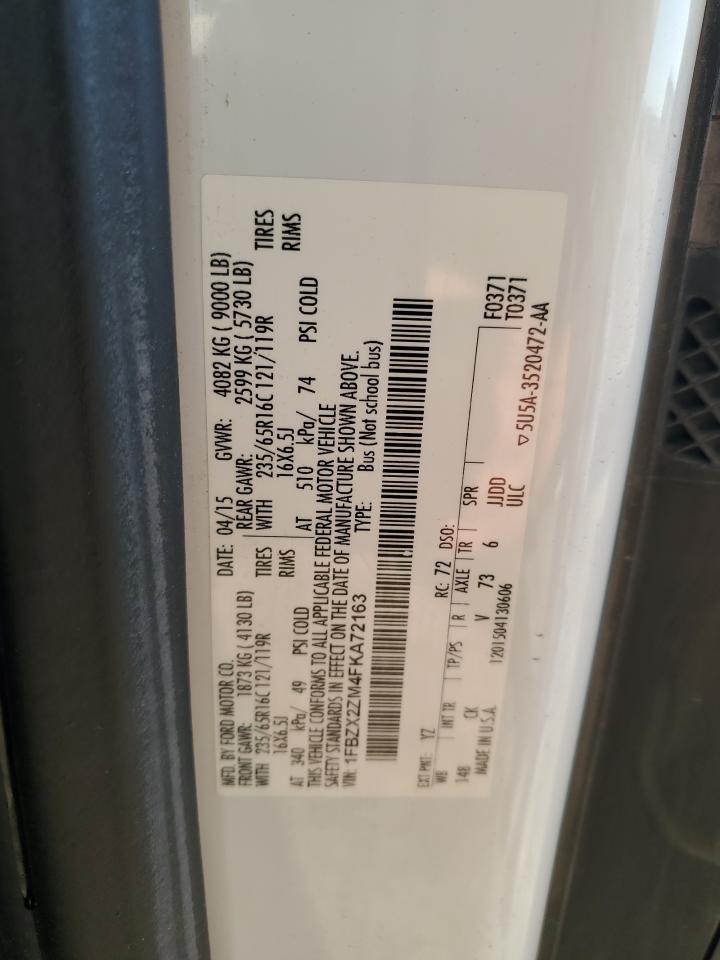 MFD. BY FORD MOTOR CO.
DATE: 04/15 GVWR: 4082 KG ( 9000 LB)
FRONT GAWR: 1873 KG ( 4130 LB)
REAR GAWR: 2599 KG ( 5730 LB)
WITH 235/65R16C 121/119R TIRES
WITH 235/65R16C 121/119R TIRES
16X6.5J RIMS
16X6.5J RIMS
AT 340 kPa/ 49 PSI COLD
AT 510 kPa/ 74 PSI COLD
THIS VEHICLE CONFORMS TO ALL APPLICABLE FEDERAL MOTOR VEHICLE
SAFETY STANDARDS IN EFFECT ON THE DATE OF MANUFACTURE SHOWN ABOVE.
VIN: 1FBZX2ZM4FKA72163 TYPE: Bus (Not school bus)
EXT PNT: YZ RC: 72 DSO:
WB INT TR TP/PS R AXLE TR SPR
148 CK V 73 6 JJDD F0371
MADE IN U.S.A. 1201504130606 ULC T0371
▽5U5A-3520472-AA